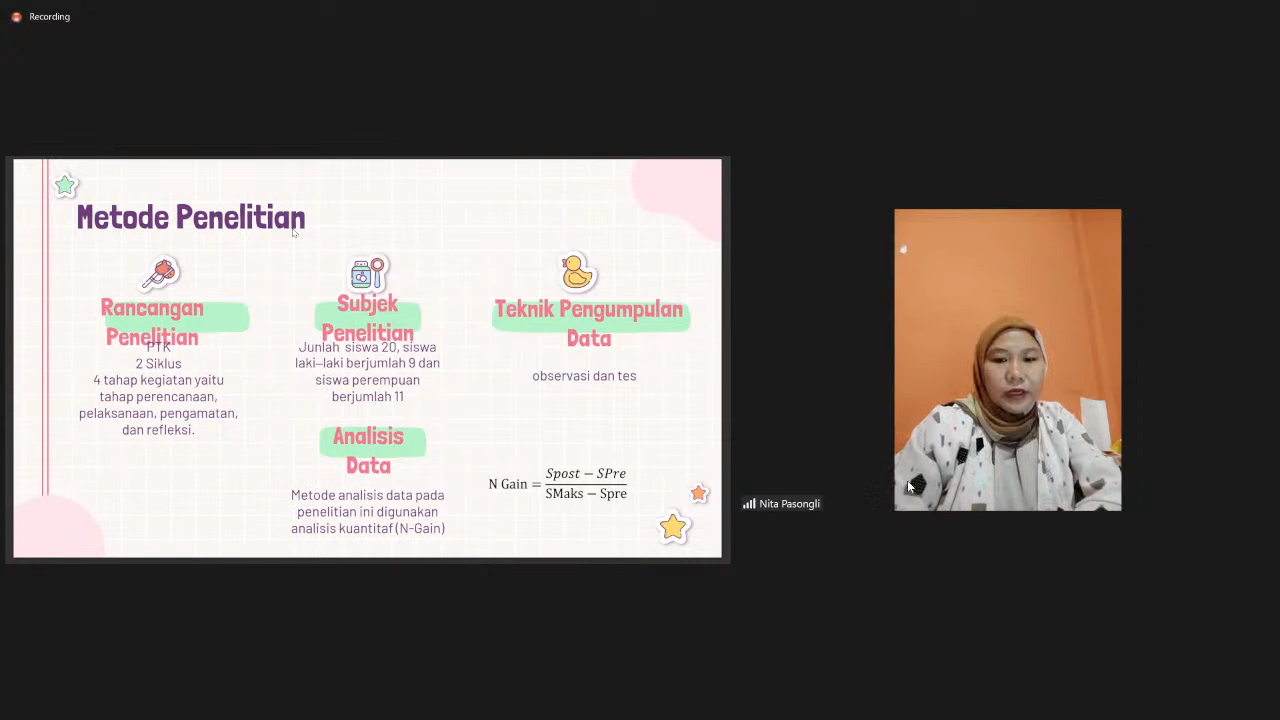 Recording
Metode Penelitian
Rancangan
Penelitian
PTK
2 Siklus
4 tahap kegiatan yaitu
tahap perencanaan,
pelaksanaan, pengamatan,
dan refleksi.
Subjek
Penelitian
Junlah siswa 20, siswa
laki-laki berjumlah 9 dan
siswa perempuan
berjumlah 11
Teknik Pengumpulan
Data
observasi dan tes
Analisis
Data
Metode analisis data pada
penelitian ini digunakan
analisis kuantitaf (N-Gain)
N Gain = Spost − SPre
SMaks − Spre
Nita Pasongli